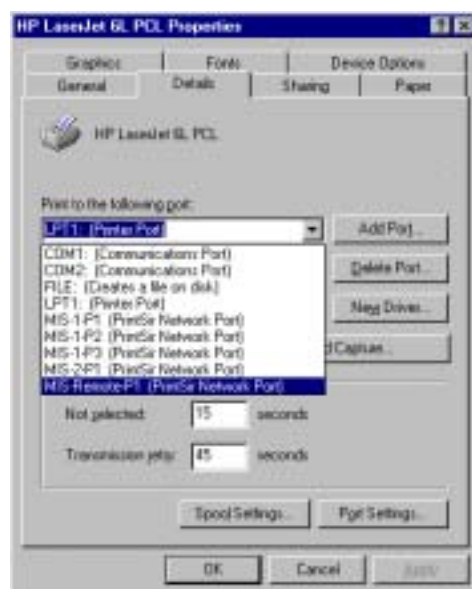 HP LaserJet 6L PCL Properties
Graphics Fonts Device Options
General Details Sharing Paper
HP LaserJet 6L PCL
Print to the following port:
LPT1: (Printer Port)
Add Port...
COM1: (Communications Port)
COM2: (Communications Port)
FILE: (Creates a file on disk)
LPT1: (Printer Port)
MIS-1-P1 (PrintSir Network Port)
MIS-1-P2 (PrintSir Network Port)
MIS-1-P3 (PrintSir Network Port)
MIS-2-P1 (PrintSir Network Port)
MIS-Remote-P1 (PrintSir Network Port)
Delete Port...
New Driver...
d Capture...
Not selected: 15 seconds
Transmission retry: 45 seconds
Spool Settings... Port Settings...
OK Cancel Apply